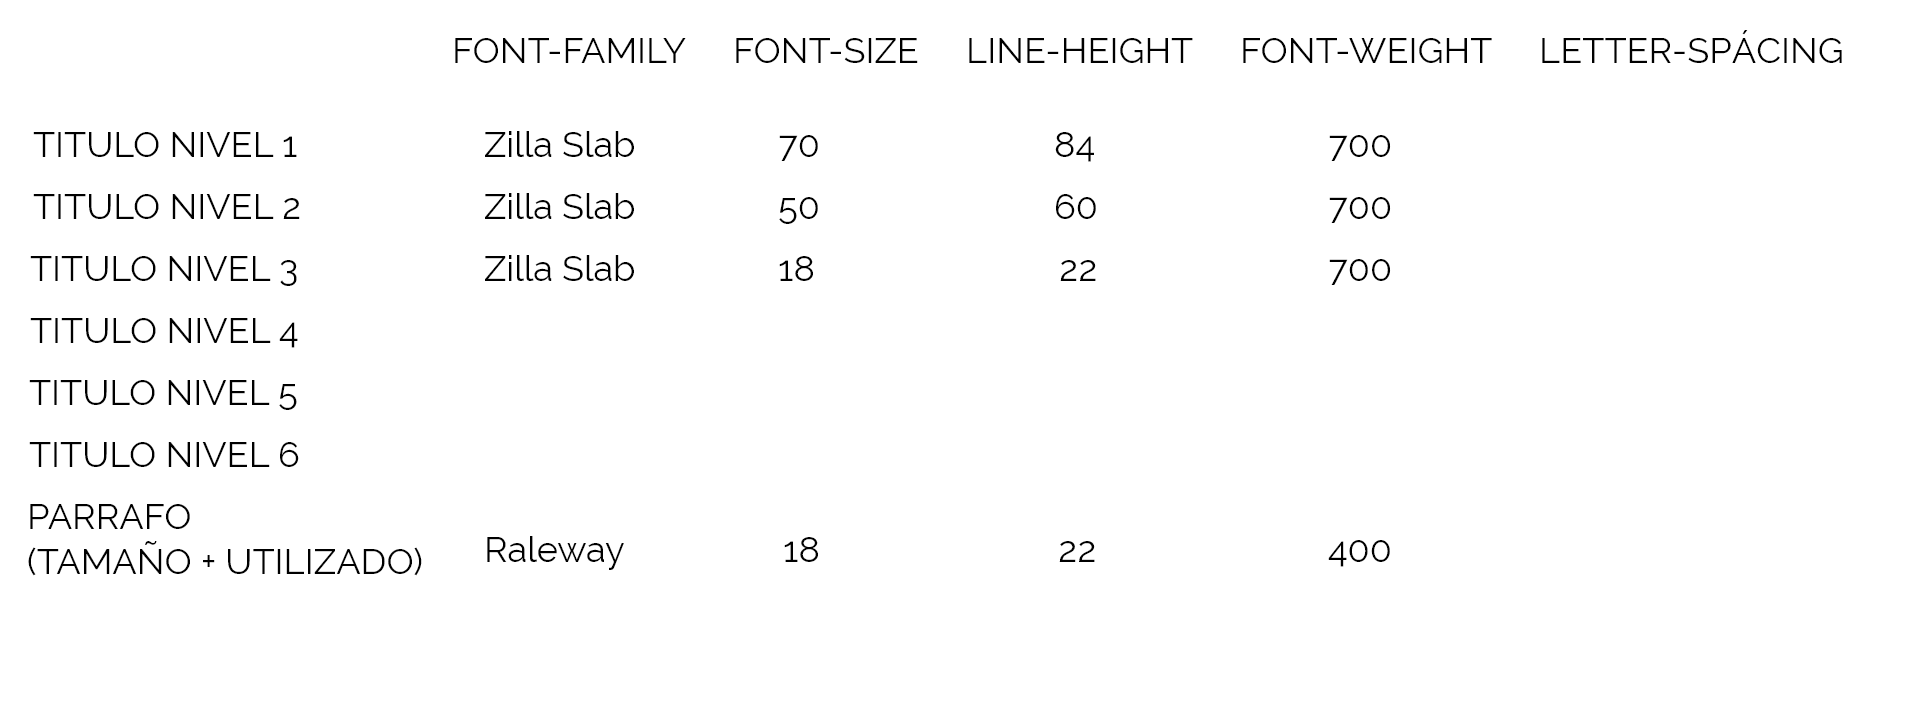 FONT-FAMILY FONT-SIZE LINE-HEIGHT FONT-WEIGHT LETTER-SPÁCING
TITULO NIVEL 1 Zilla Slab 70 84 700
TITULO NIVEL 2 Zilla Slab 50 60 700
TITULO NIVEL 3 Zilla Slab 18 22 700
TITULO NIVEL 4
TITULO NIVEL 5
TITULO NIVEL 6
PARRAFO
(TAMAÑO + UTILIZADO) Raleway 18 22 400